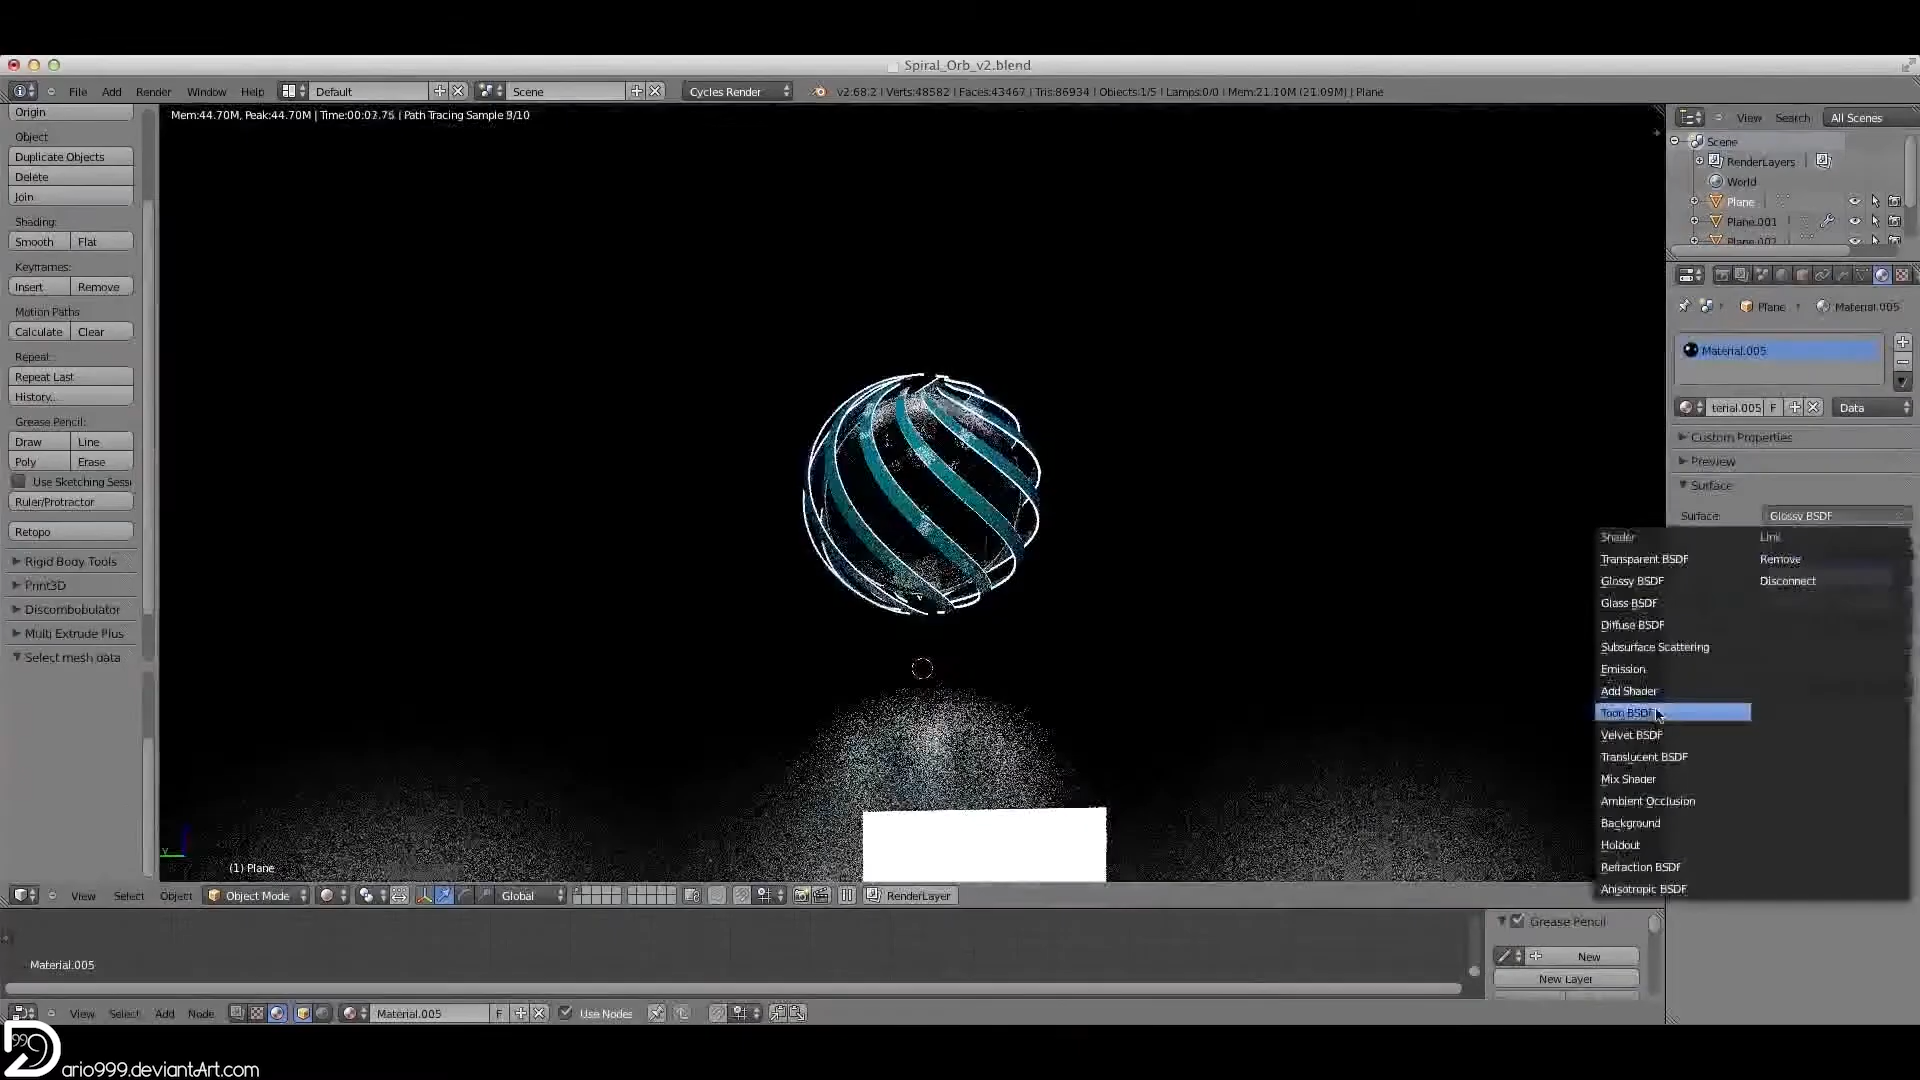 Spiral_Orb_v2.blend
File Add Render Window Help Default Scene Cycles Render v2.68.2 | Verts:48582 | Faces:43467 | Tris:86934 | Objects:1/5 | Lamps:0/0 | Mem:21.10M (21.09M) | Plane
Mem:44.70M, Peak:44.70M | Path Tracing Sample 9/10
Origin
Object
Duplicate Objects
Delete
Join
Shading:
Smooth Flat
Keyframes:
Insert Remove
Motion Paths:
Calculate Clear
Repeat:
Repeat Last
History...
Grease Pencil:
Draw Line
Poly Erase
Use Sketching Sessi
Ruler/Protractor
Retopo
Rigid Body Tools
Print3D
Discombobulator
Multi Extrude Plus
Select mesh data
(1) Plane
View Select Object Object Mode Global RenderLayer
View Search All Scenes
Scene
RenderLayers
World
Plane
Plane.001
Plane.002
Plane Material.005
Material.005
terial.005 F Data
Custom Properties
Preview
Surface
Surface: Glossy BSDF
Shader Link
Transparent BSDF Remove
Glossy BSDF Disconnect
Glass BSDF
Diffuse BSDF
Subsurface Scattering
Emission
Add Shader
Toon BSDF
Velvet BSDF
Translucent BSDF
Mix Shader
Ambient Occlusion
Background
Holdout
Refraction BSDF
Anisotropic BSDF
Grease Pencil
New
New Layer
Material.005
View Select Add Node Material.005 F Use Nodes
D999
ario999.deviantArt.com